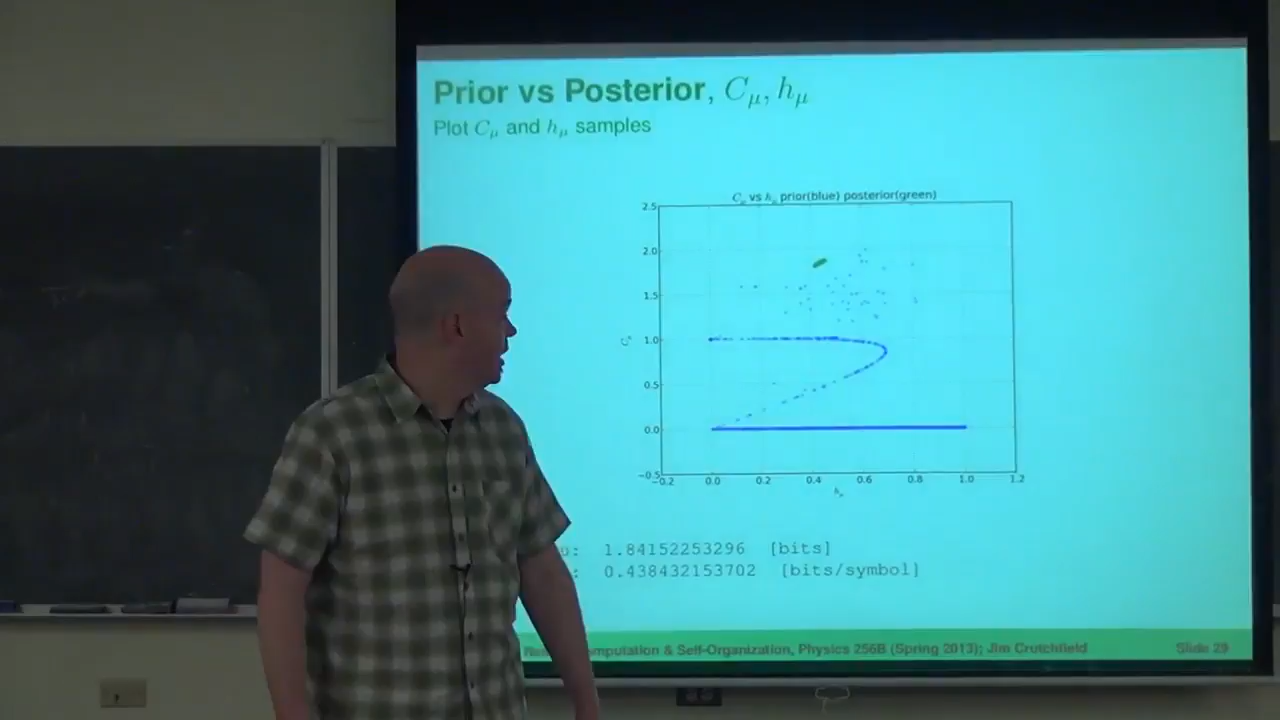 Prior vs Posterior, Cμ, hμ
Plot Cμ and hμ samples
Cμ vs hμ prior(blue) posterior(green)
2.5
2.0
1.5
Cμ
1.0
0.5
0.0
−0.5
−0.2 0.0 0.2 0.4 0.6 0.8 1.0 1.2
hμ
: 1.84152253296 [bits]
: 0.438432153702 [bits/symbol]
Computation & Self-Organization, Physics 256B (Spring 2013); Jim Crutchfield Slide 29